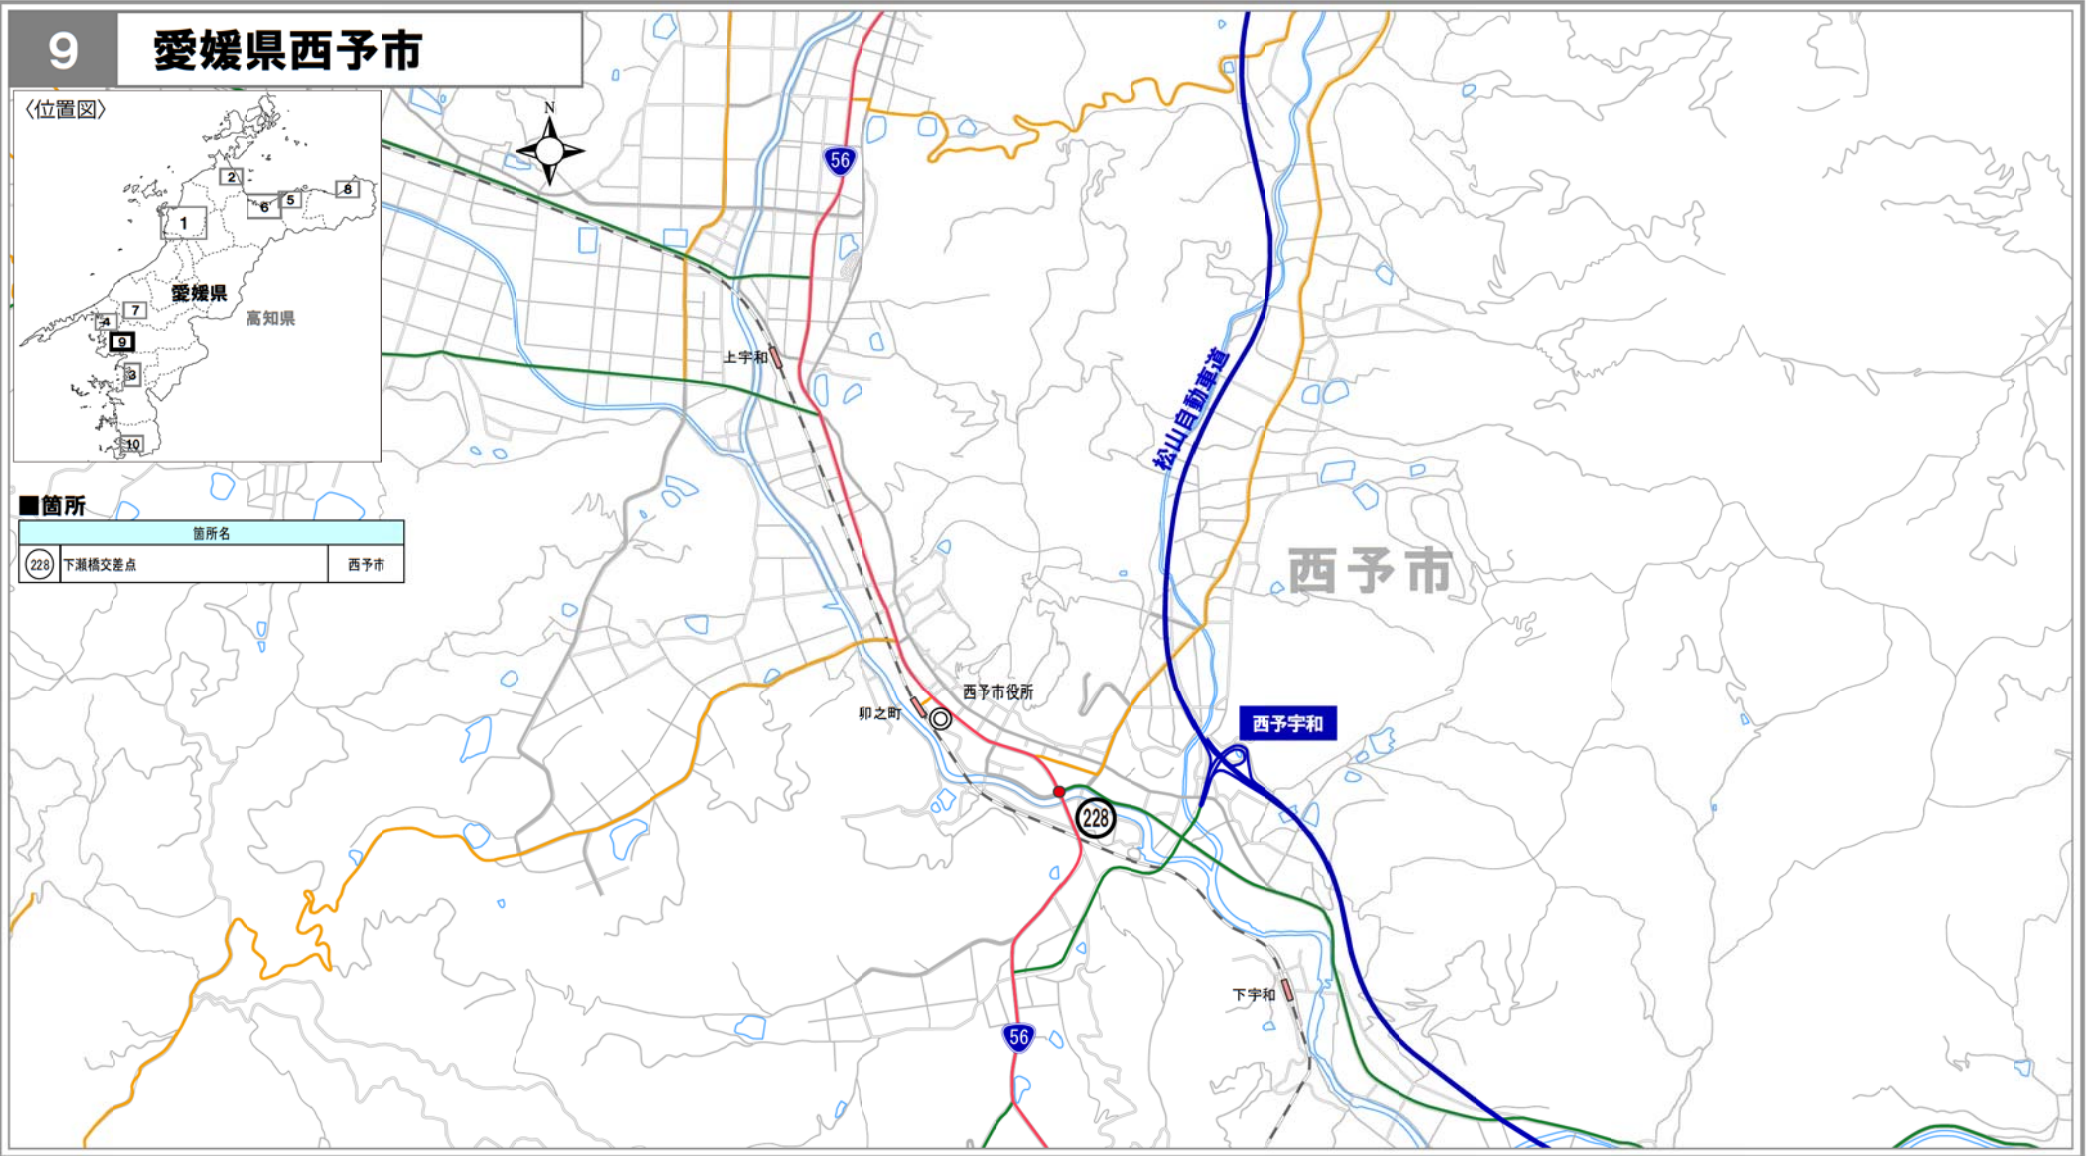 9
愛媛県西予市
〈位置図〉
N
2
8
5
6
1
愛媛県
高知県
7
4
9
3
10
56
上宇和
松山自動車道
■箇所
箇所名
228 下瀬橋交差点 西予市
西予市
西予市役所
卯之町
西予宇和
228
下宇和
56